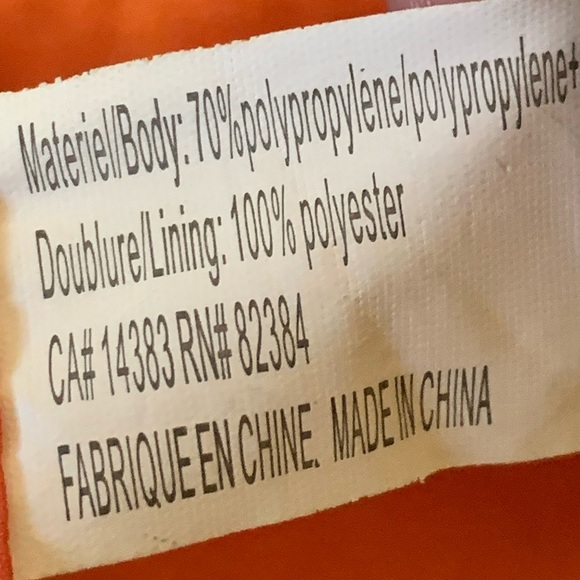 Materiel/Body: 70%polypropylène/polypropylene+
Doublure/Lining: 100% polyester
CA# 14383 RN# 82384
FABRIQUE EN CHINE. MADE IN CHINA